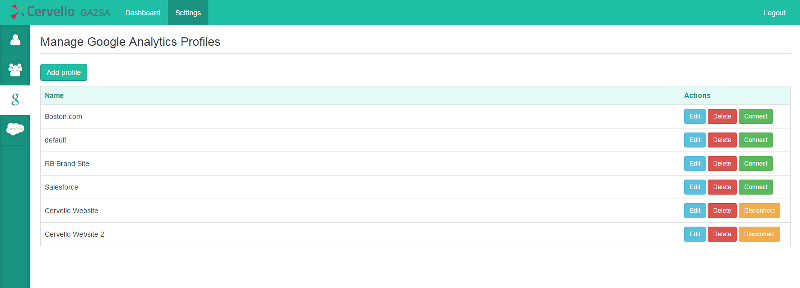 Cervello GA2SA Dashboard Settings Logout
Manage Google Analytics Profiles
Add profile
Name Actions
Boston.com Edit Delete Connect
default Edit Delete Connect
RB Brand Site Edit Delete Connect
Salesforce Edit Delete Connect
Cervello Website Edit Delete Disconnect
Cervello Website 2 Edit Delete Disconnect